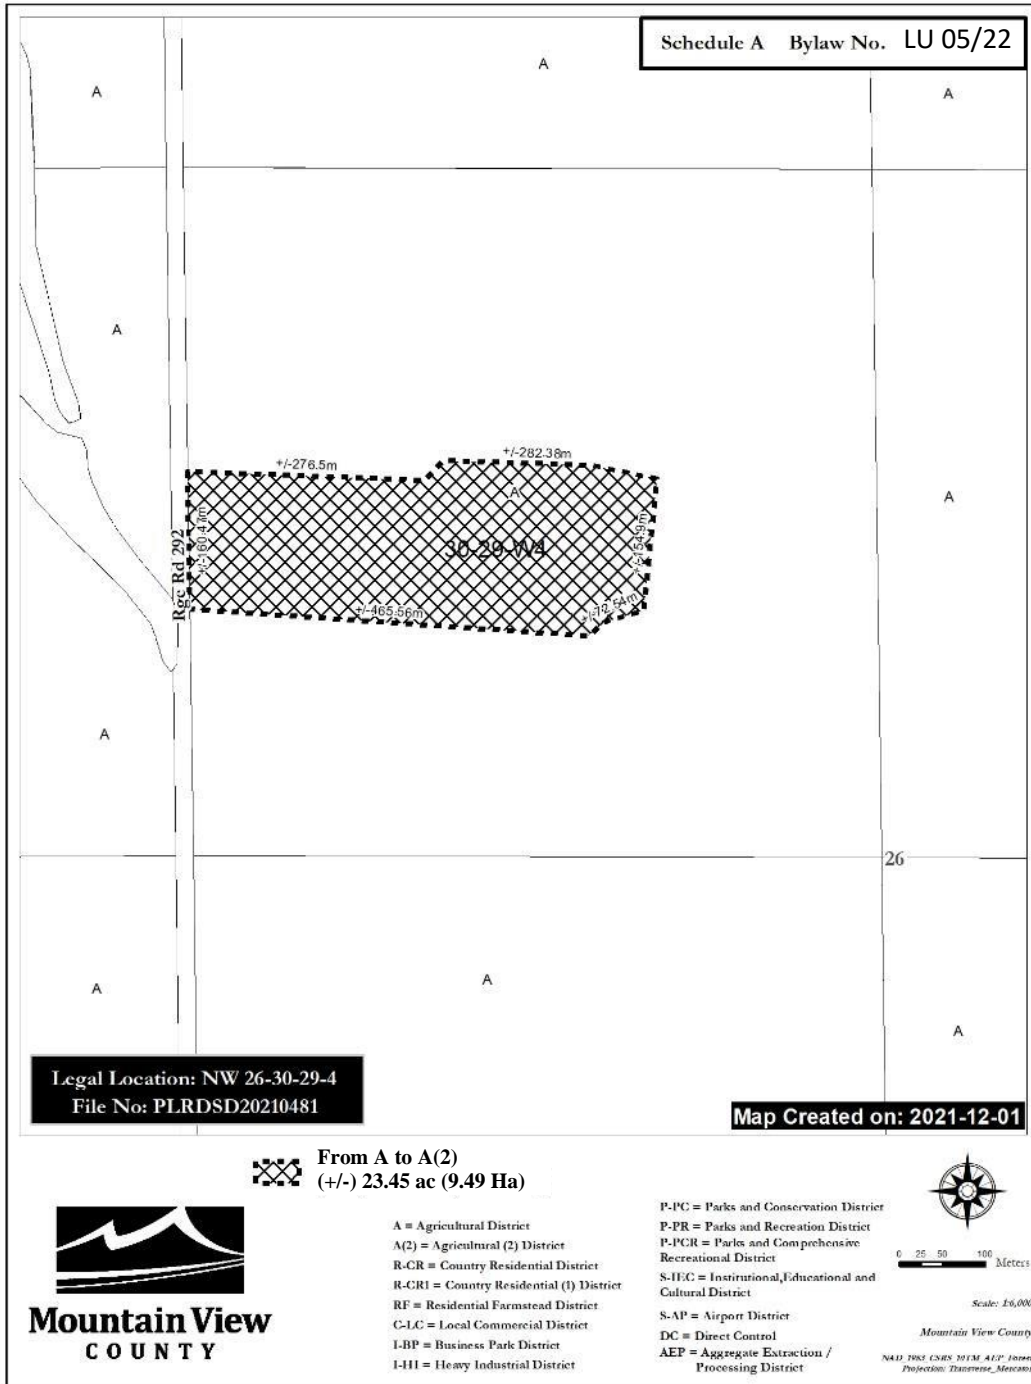 Schedule A Bylaw No. LU 05/22
A
A
A
A
+/-276.5m
+/-282.38m
A
A
Rge Rd 292
+/-160.47m
30-29-W4
+/-154.9m
+/-465.56m
+/-72.54m
A
26
A
A
A
Legal Location: NW 26-30-29-4
File No: PLRDSD20210481
Map Created on: 2021-12-01
From A to A(2)
(+/-) 23.45 ac (9.49 Ha)
Mountain View
COUNTY
A = Agricultural District
A(2) = Agricultural (2) District
R-CR = Country Residential District
R-CR1 = Country Residential (1) District
RF = Residential Farmstead District
C-LC = Local Commercial District
I-BP = Business Park District
I-HI = Heavy Industrial District
P-PC = Parks and Conservation District
P-PR = Parks and Recreation District
P-PCR = Parks and Comprehensive
Recreational District
S-IEC = Institutional,Educational and
Cultural District
S-AP = Airport District
DC = Direct Control
AEP = Aggregate Extraction /
Processing District
0 25 50 100
Meters
Scale: 1:6,000
Mountain View County
NAD_1983_CSRS_10TM_AEP_Forest
Projection: Transverse_Mercator